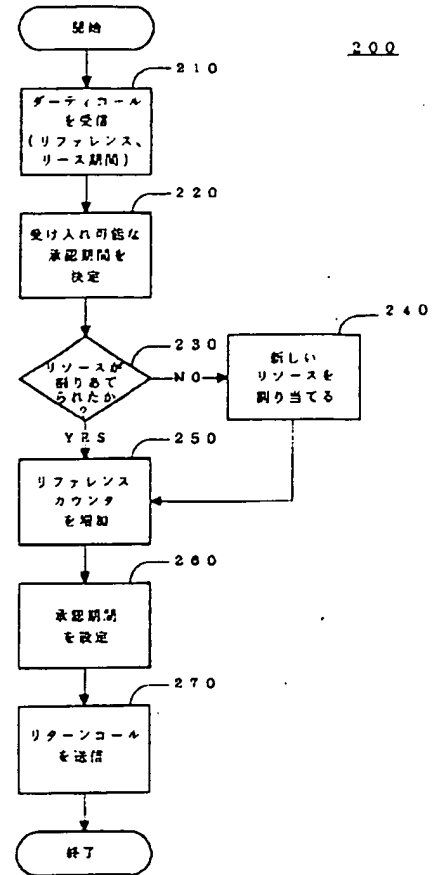 開始
200
210
ダーティコール
を受信
(リファレンス、
リース期間)
220
受け入れ可能な
承認期間を
決定
230
リソースが
割りあて
られたか
?
NO
240
新しい
リソースを
割り当てる
YES
250
リファレンス
カウンタ
を増加
260
承認期間
を設定
270
リターンコール
を送信
終了